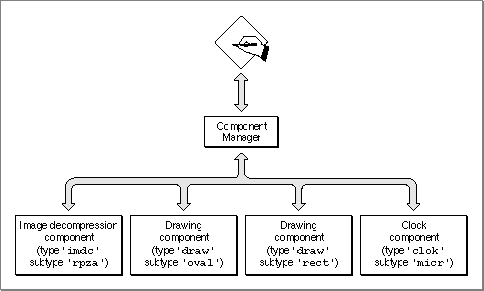 Component
Manager
Image decompression
component
(type 'imdc'
subtype 'rpza')
Drawing
component
(type 'draw'
subtype 'oval')
Drawing
component
(type 'draw'
subtype 'rect')
Clock
component
(type 'clok'
subtype 'micr')